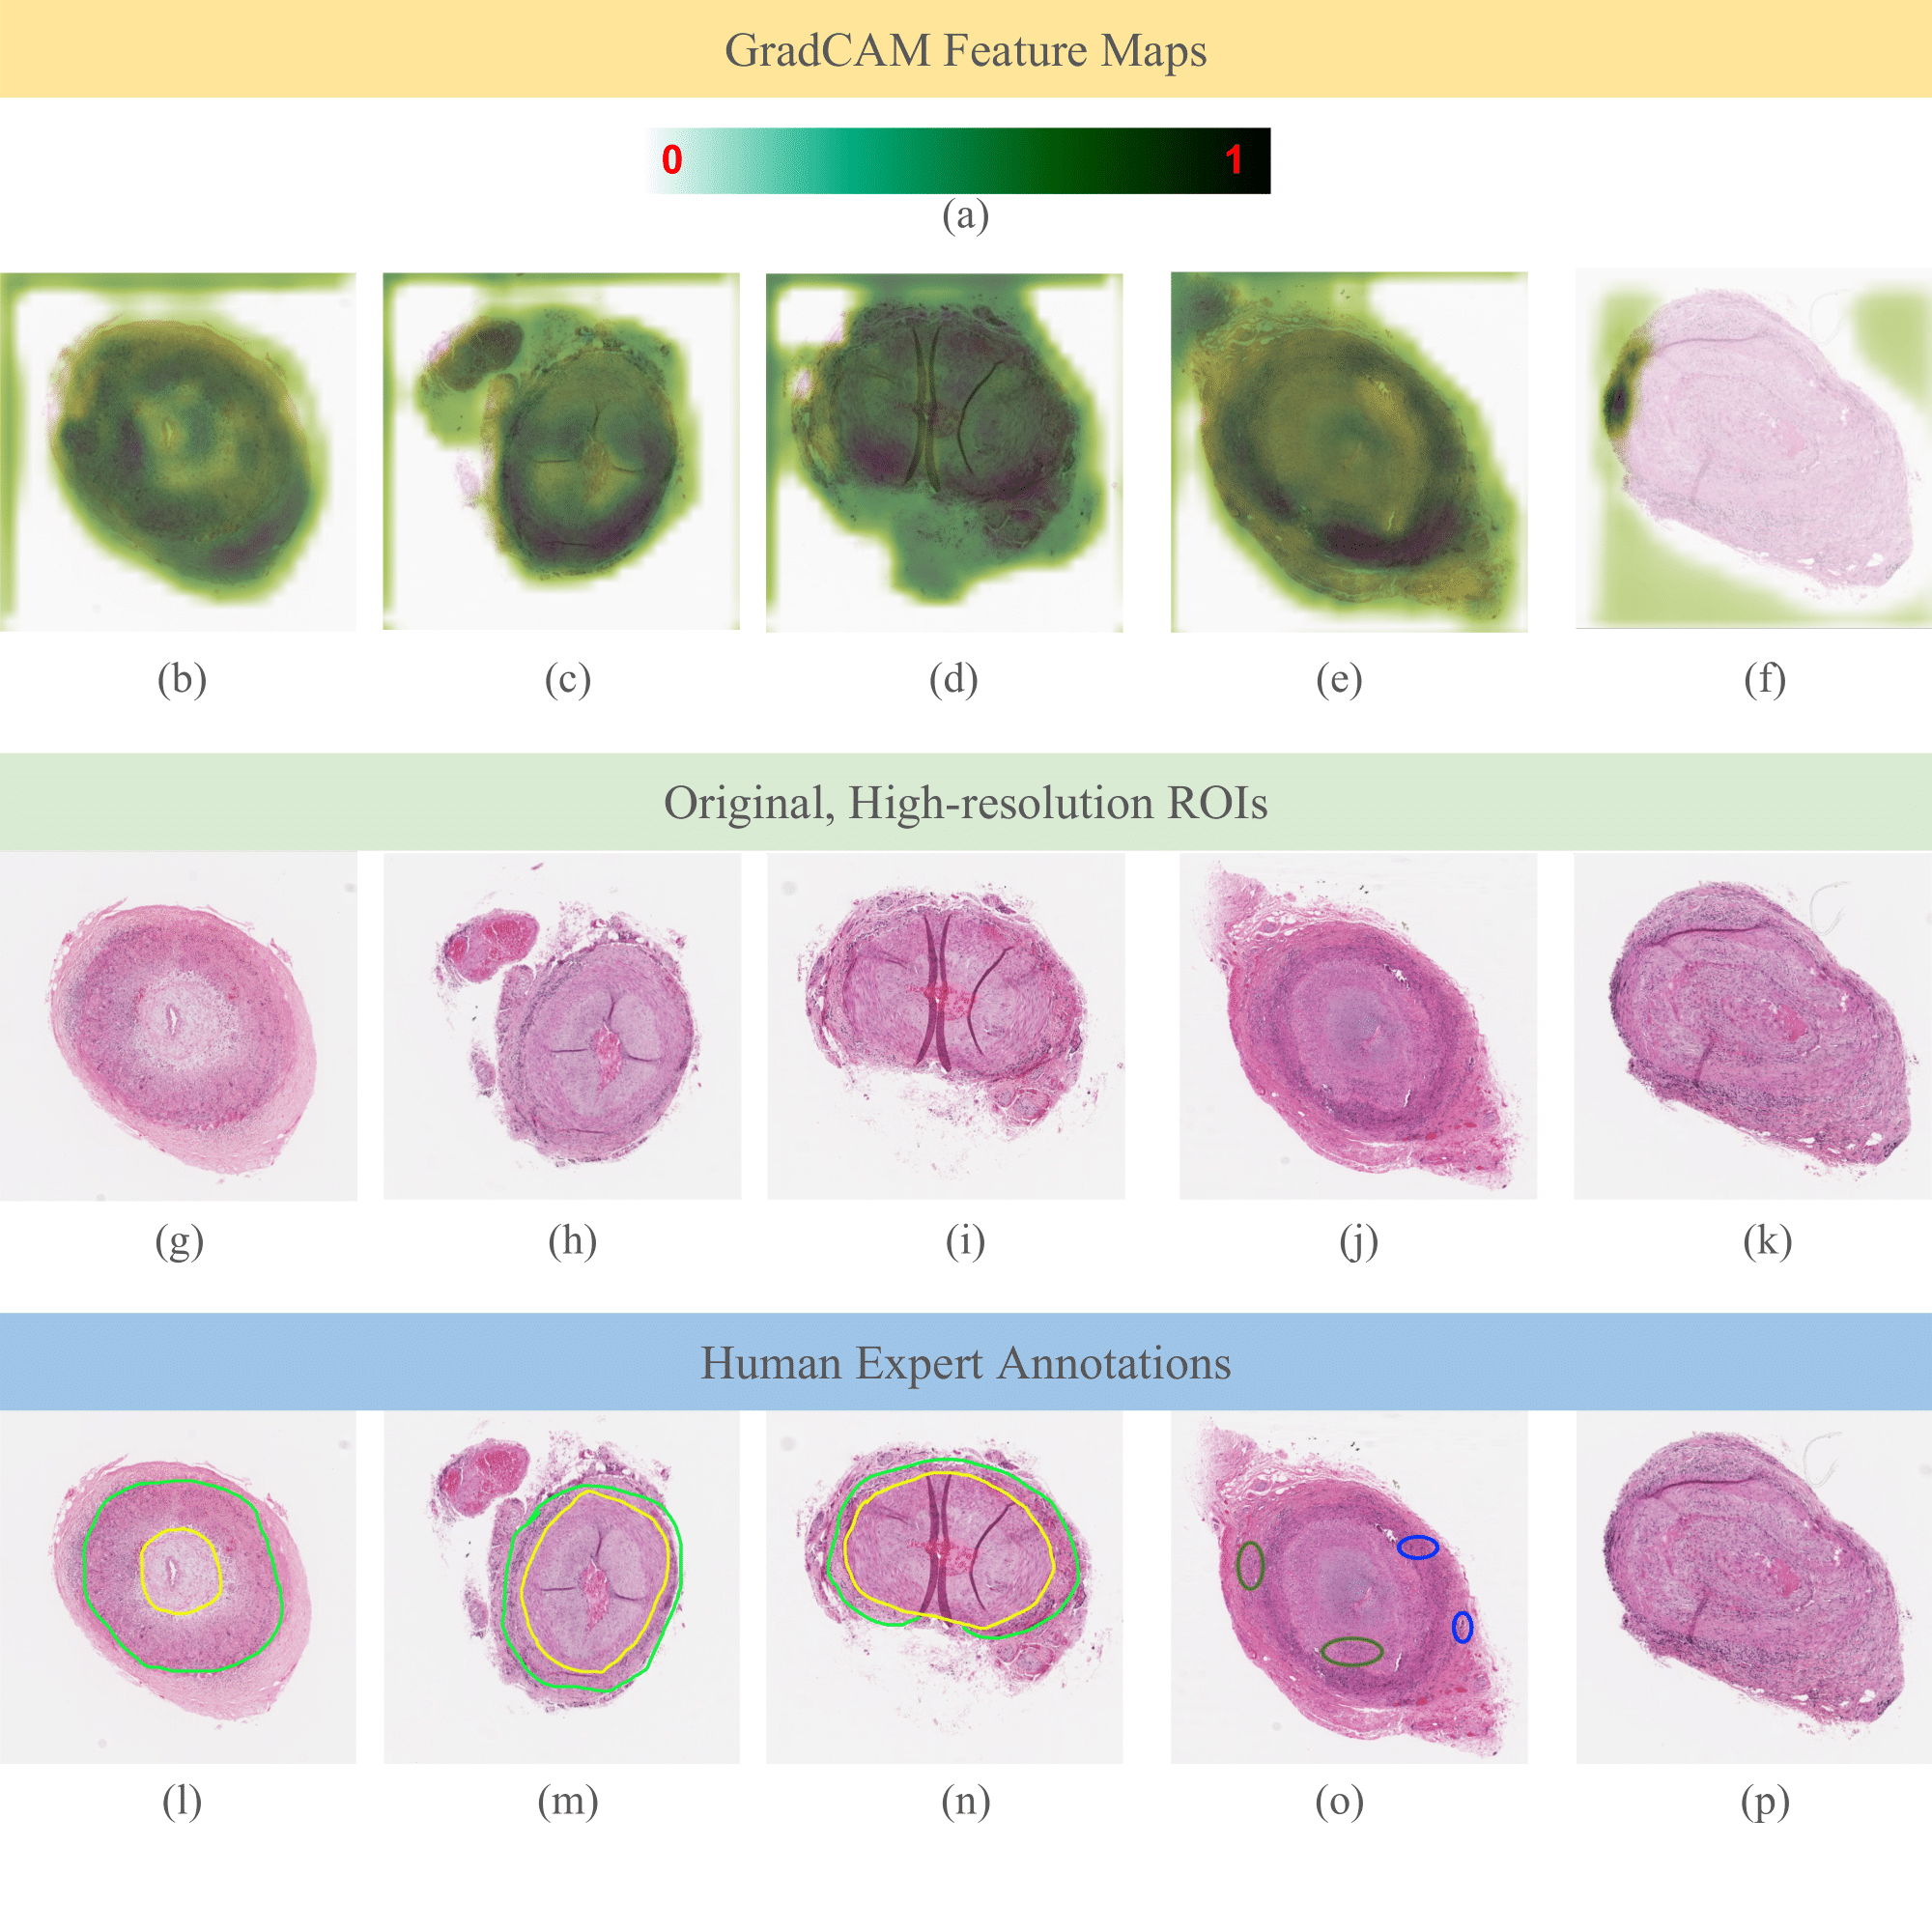 GradCAM Feature Maps
0 1
(a)
(b) (c) (d) (e) (f)
Original, High-resolution ROIs
(g) (h) (i) (j) (k)
Human Expert Annotations
(l) (m) (n) (o) (p)